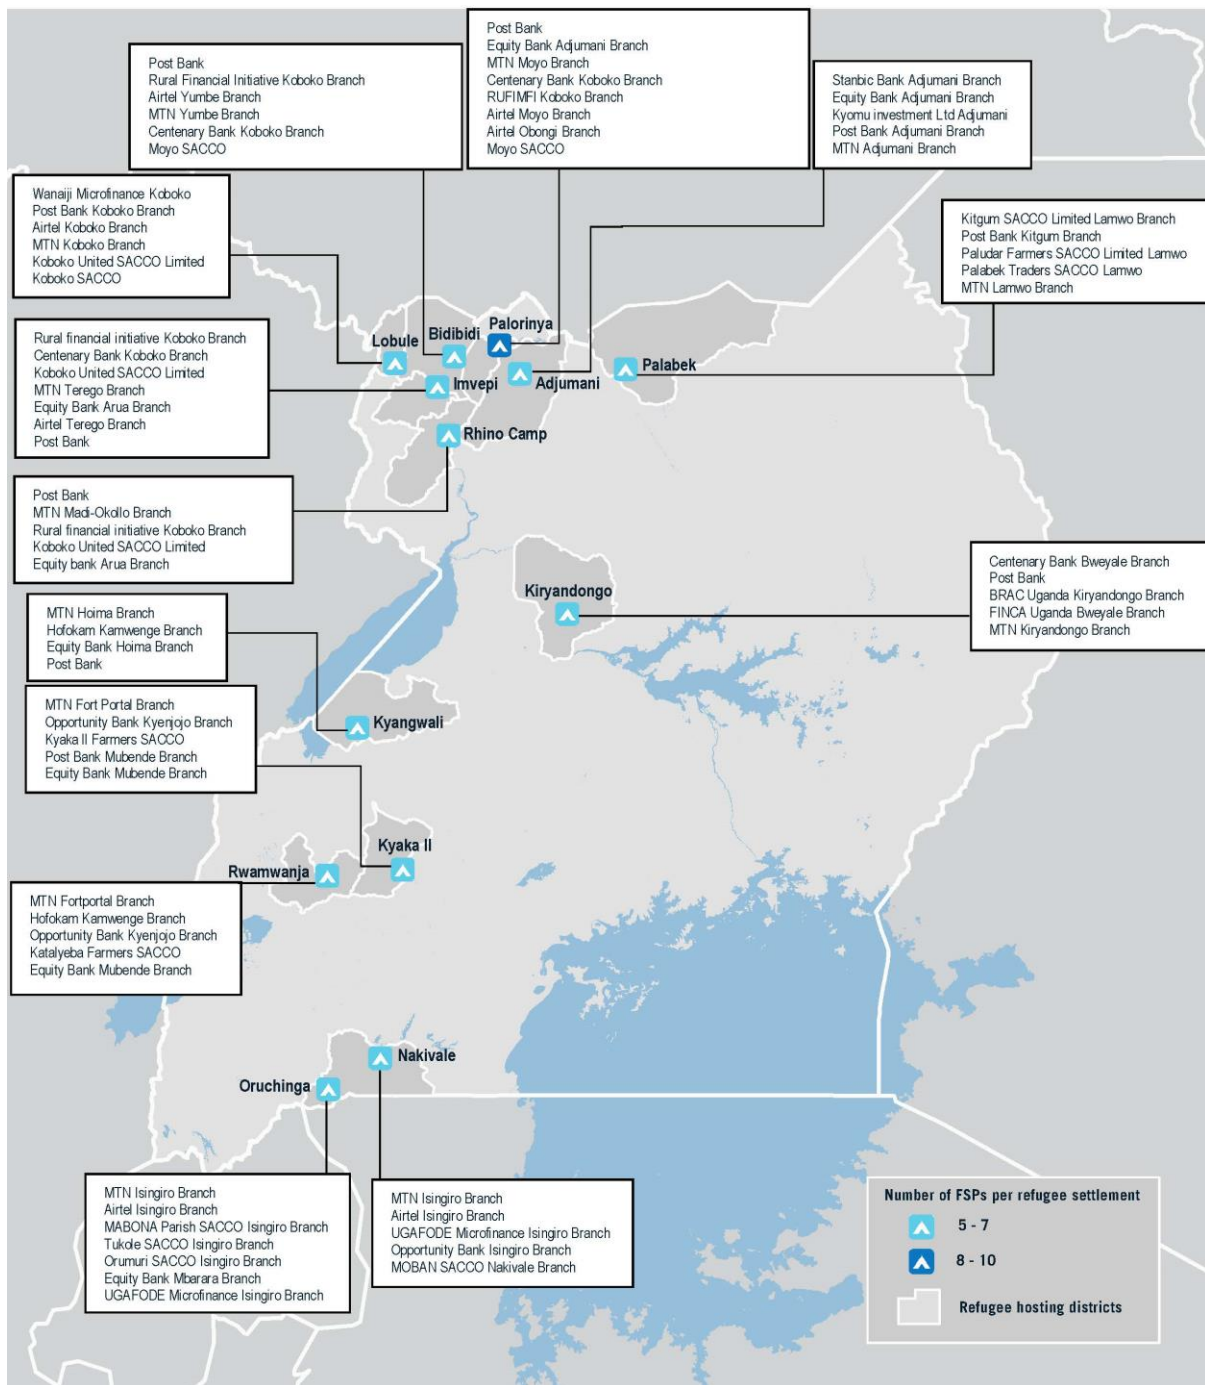 Post Bank
Rural Financial Initiative Koboko Branch
Airtel Yumbe Branch
MTN Yumbe Branch
Centenary Bank Koboko Branch
Moyo SACCO
Post Bank
Equity Bank Adjumani Branch
MTN Moyo Branch
Centenary Bank Koboko Branch
RUFIMFI Koboko Branch
Airtel Moyo Branch
Airtel Obongi Branch
Moyo SACCO
Stanbic Bank Adjumani Branch
Equity Bank Adjumani Branch
Kyomu investment Ltd Adjumani
Post Bank Adjumani Branch
MTN Adjumani Branch
Wanaiji Microfinance Koboko
Post Bank Koboko Branch
Airtel Koboko Branch
MTN Koboko Branch
Koboko United SACCO Limited
Koboko SACCO
Kitgum SACCO Limited Lamwo Branch
Post Bank Kitgum Branch
Paludar Farmers SACCO Limited Lamwo
Palabek Traders SACCO Lamwo
MTN Lamwo Branch
Rural financial initiative Koboko Branch
Centenary Bank Koboko Branch
Koboko United SACCO Limited
MTN Terego Branch
Equity Bank Arua Branch
Airtel Terego Branch
Post Bank
Lobule
Bidibidi
Palorinya
Imvepi
Adjumani
Palabek
Rhino Camp
Post Bank
MTN Madi-Okollo Branch
Rural financial initiative Koboko Branch
Koboko United SACCO Limited
Equity bank Arua Branch
Kiryandongo
Centenary Bank Bweyale Branch
Post Bank
BRAC Uganda Kiryandongo Branch
FINCA Uganda Bweyale Branch
MTN Kiryandongo Branch
MTN Hoima Branch
Hofokam Kamwenge Branch
Equity Bank Hoima Branch
Post Bank
Kyangwali
MTN Fort Portal Branch
Opportunity Bank Kyenjojo Branch
Kyaka II Farmers SACCO
Post Bank Mubende Branch
Equity Bank Mubende Branch
Kyaka II
Rwamwanja
MTN Fortportal Branch
Hofokam Kamwenge Branch
Opportunity Bank Kyenjojo Branch
Katalyeba Farmers SACCO
Equity Bank Mubende Branch
Nakivale
Oruchinga
MTN Isingiro Branch
Airtel Isingiro Branch
MABONA Parish SACCO Isingiro Branch
Tukole SACCO Isingiro Branch
Orumuri SACCO Isingiro Branch
Equity Bank Mbarara Branch
UGAFODE Microfinance Isingiro Branch
MTN Isingiro Branch
Airtel Isingiro Branch
UGAFODE Microfinance Isingiro Branch
Opportunity Bank Isingiro Branch
MOBAN SACCO Nakivale Branch
Number of FSPs per refugee settlement
5 - 7
8 - 10
Refugee hosting districts